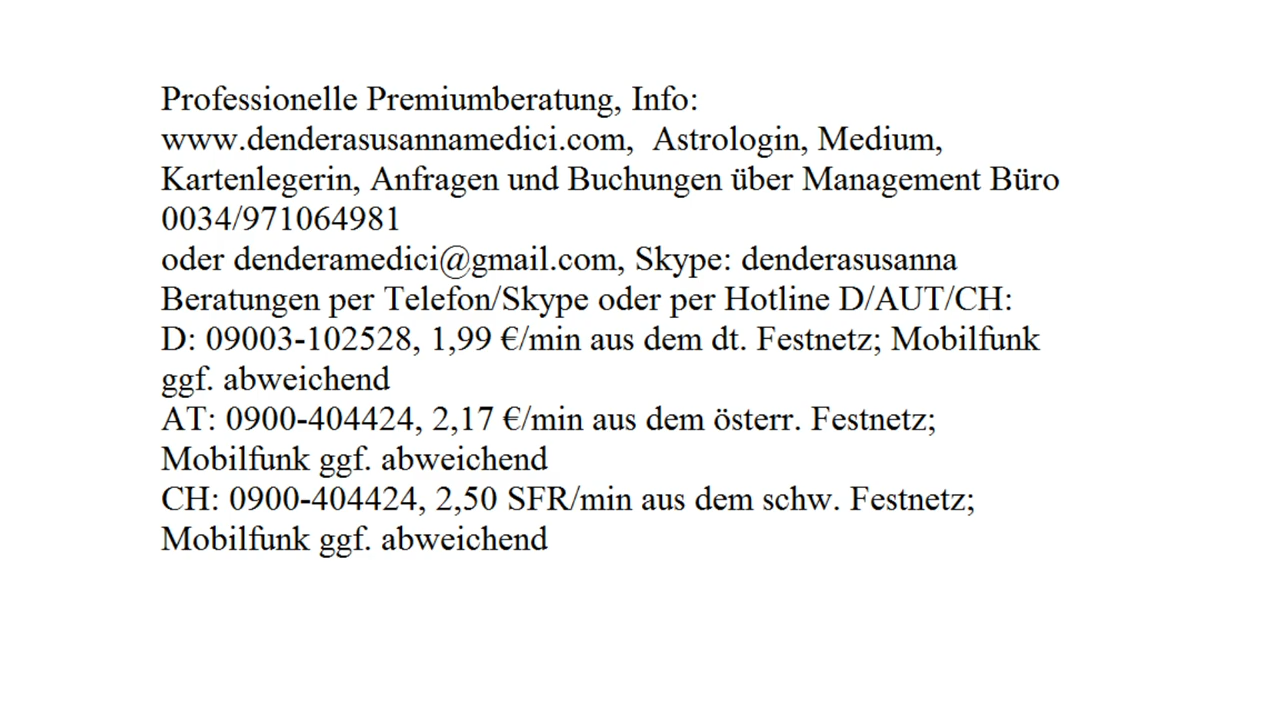 Professionelle Premiumberatung, Info:
www.denderasusannamedici.com,  Astrologin, Medium,
Kartenlegerin, Anfragen und Buchungen über Management Büro
0034/971064981
oder denderamedici@gmail.com, Skype: denderasusanna
Beratungen per Telefon/Skype oder per Hotline D/AUT/CH:
D: 09003-102528, 1,99 €/min aus dem dt. Festnetz; Mobilfunk
ggf. abweichend
AT: 0900-404424, 2,17 €/min aus dem österr. Festnetz;
Mobilfunk ggf. abweichend
CH: 0900-404424, 2,50 SFR/min aus dem schw. Festnetz;
Mobilfunk ggf. abweichend